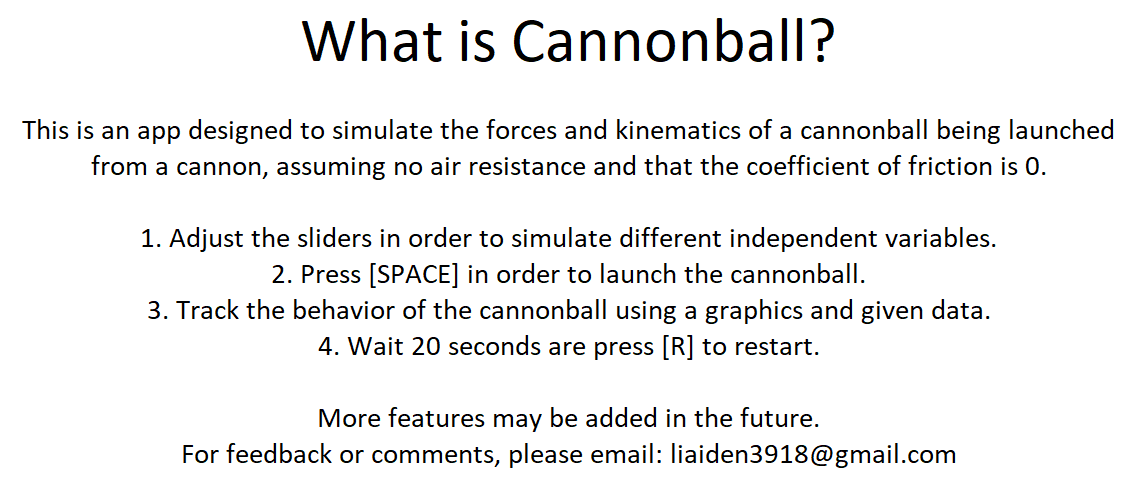 What is Cannonball?
This is an app designed to simulate the forces and kinematics of a cannonball being launched
from a cannon, assuming no air resistance and that the coefficient of friction is 0.
1. Adjust the sliders in order to simulate different independent variables.
2. Press [SPACE] in order to launch the cannonball.
3. Track the behavior of the cannonball using a graphics and given data.
4. Wait 20 seconds are press [R] to restart.
More features may be added in the future.
For feedback or comments, please email: liaiden3918@gmail.com